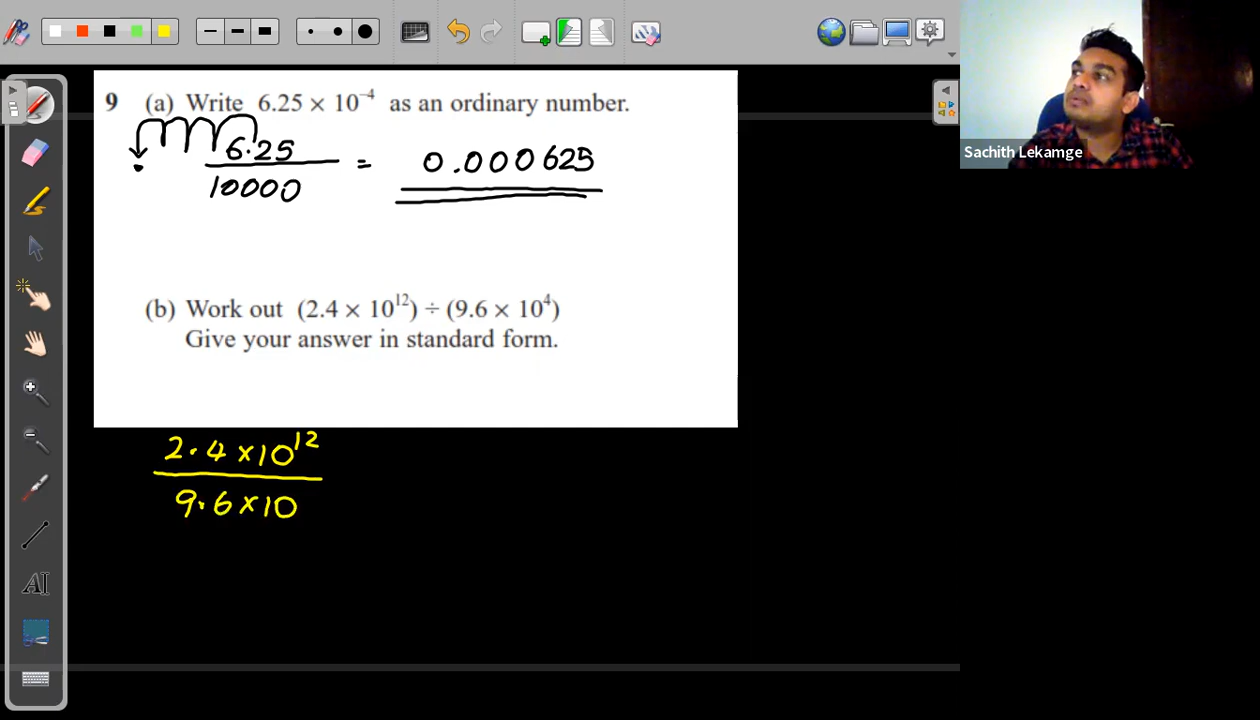 9 (a) Write 6.25 × 10⁻⁴ as an ordinary number.
6.25
10000
= 0.000625
(b) Work out (2.4 × 10¹²) ÷ (9.6 × 10⁴)
Give your answer in standard form.
2.4 × 10¹²
9.6 × 10
Sachith Lekamge
AI